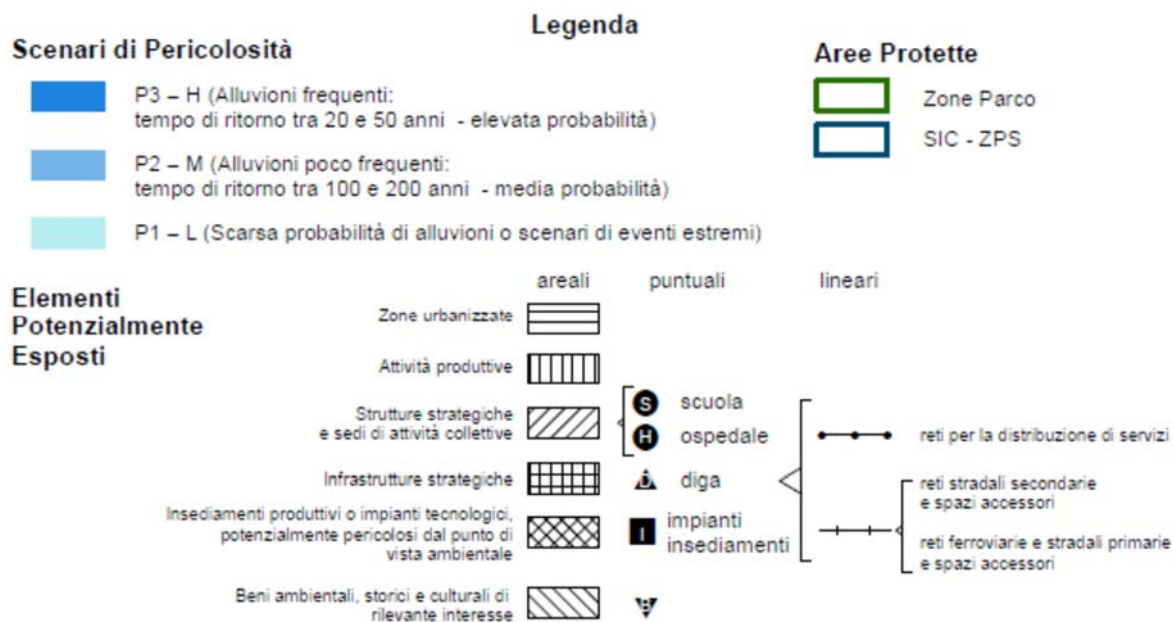 Legenda
Scenari di Pericolosità
P3 – H (Alluvioni frequenti:
tempo di ritorno tra 20 e 50 anni - elevata probabilità)
P2 – M (Alluvioni poco frequenti:
tempo di ritorno tra 100 e 200 anni - media probabilità)
P1 – L (Scarsa probabilità di alluvioni o scenari di eventi estremi)
Aree Protette
Zone Parco
SIC - ZPS
Elementi
Potenzialmente
Esposti
areali
puntuali
lineari
Zone urbanizzate
Attività produttive
Strutture strategiche
e sedi di attività collettive
S scuola
H ospedale
Infrastrutture strategiche
D diga
Insediamenti produttivi o impianti tecnologici,
potenzialmente pericolosi dal punto di
vista ambientale
I impianti
insediamenti
Beni ambientali, storici e culturali di
rilevante interesse
B
reti per la distribuzione di servizi
reti stradali secondarie
e spazi accessori
reti ferroviarie e stradali primarie
e spazi accessori